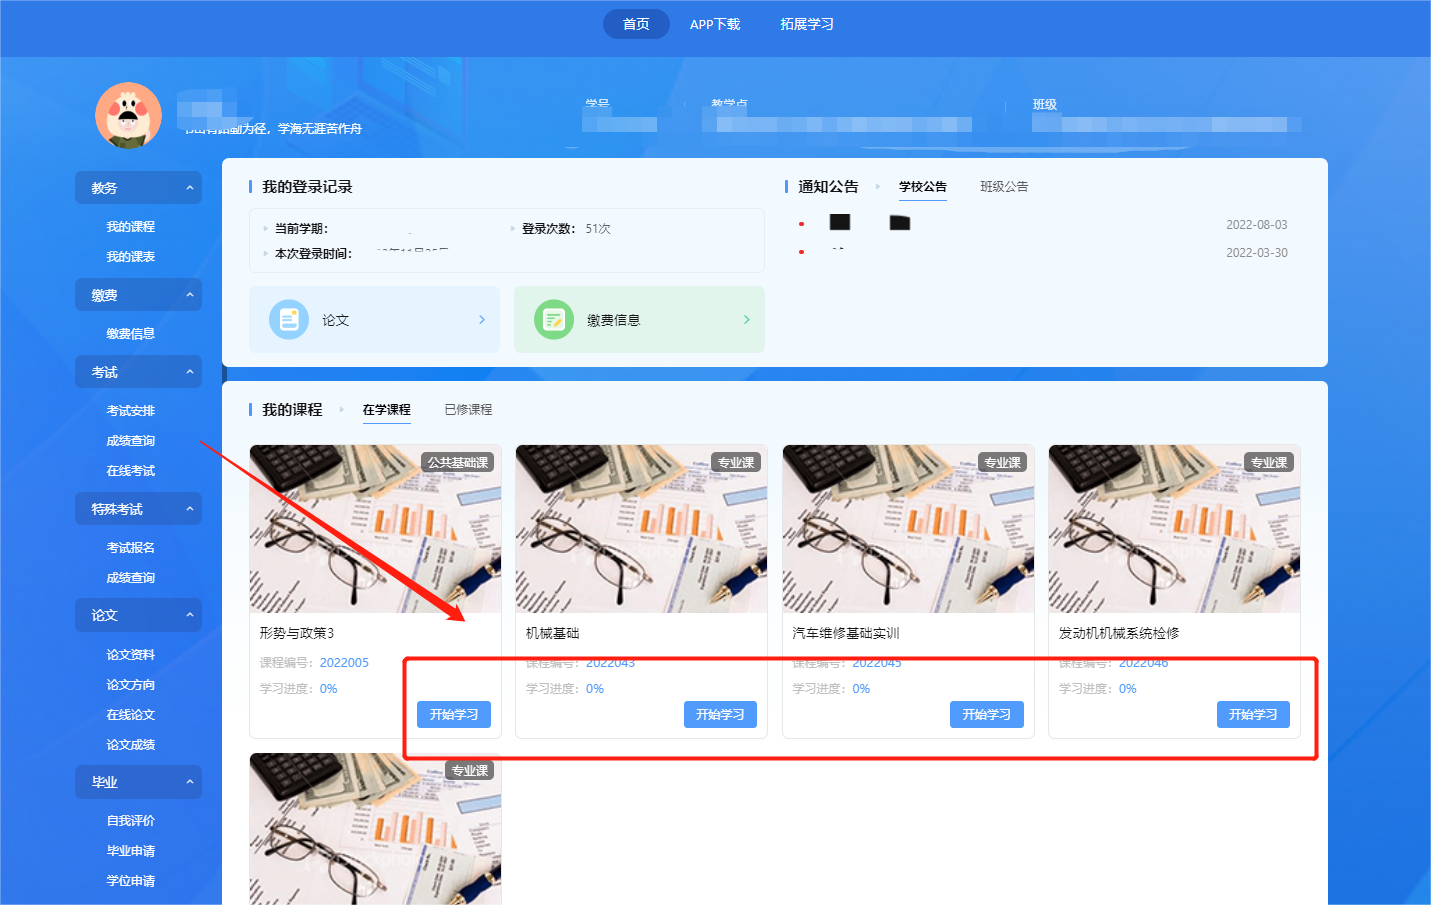 首页 APP下载 拓展学习
学号 教学点 班级
力径，学海无涯苦作舟
教务
我的课程
我的课表
缴费
缴费信息
考试
考试安排
成绩查询
在线考试
特殊考试
考试报名
成绩查询
论文
论文资料
论文方向
在线论文
论文成绩
毕业
自我评价
毕业申请
学位申请
我的登录记录
当前学期： 登录次数： 51次
本次登录时间：
论文 缴费信息
通知公告 学校公告 班级公告
2022-08-03
2022-03-30
我的课程 在学课程 已修课程
公共基础课
形势与政策3
课程编号：2022005
学习进度：0%
开始学习
专业课
机械基础
课程编号：2022043
学习进度：0%
开始学习
专业课
汽车维修基础实训
课程编号：2022045
学习进度：0%
开始学习
专业课
发动机机械系统检修
课程编号：2022046
学习进度：0%
开始学习
专业课